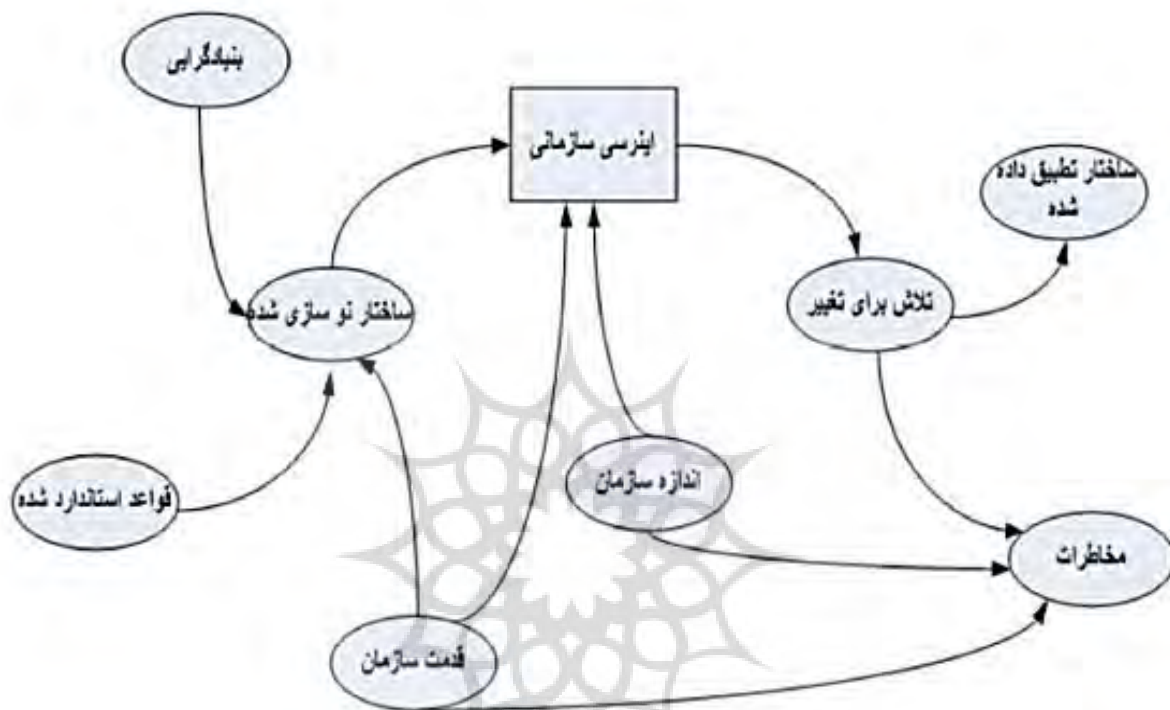 بنیادگرایی
اینرسی سازمانی
ساختار تطبیق داده
شده
ساختار نو سازی شده
تلاش برای تغییر
قواعد استاندارد شده
اندازه سازمان
مخاطرات
قدمت سازمان